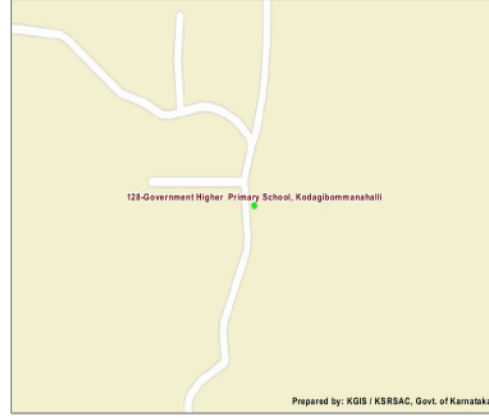 128-Government Higher Primary School, Kodagibommanahalli
Prepared by: KGIS / KSRSAC, Govt. of Karnataka